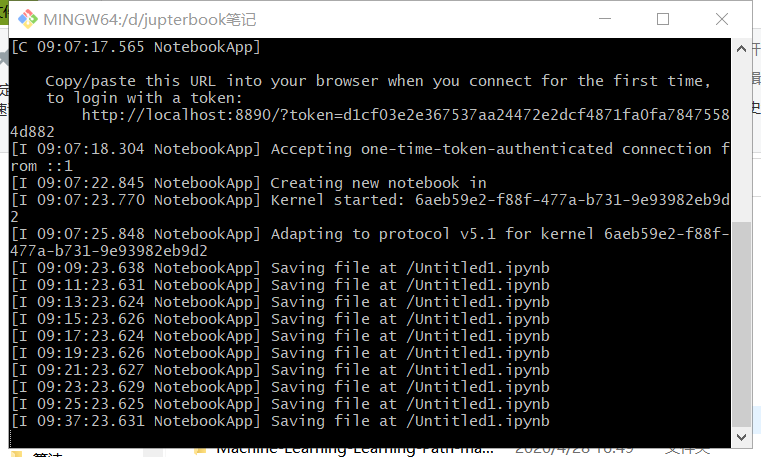 MINGW64:/d/jupterbook笔记
[C 09:07:17.565 NotebookApp]
Copy/paste this URL into your browser when you connect for the first time,
to login with a token:
http://localhost:8890/?token=d1cf03e2e367537aa24472e2dcf4871fa0fa7847558
4d882
[I 09:07:18.304 NotebookApp] Accepting one-time-token-authenticated connection f
rom ::1
[I 09:07:22.845 NotebookApp] Creating new notebook in
[I 09:07:23.770 NotebookApp] Kernel started: 6aeb59e2-f88f-477a-b731-9e93982eb9d
2
[I 09:07:25.848 NotebookApp] Adapting to protocol v5.1 for kernel 6aeb59e2-f88f-
477a-b731-9e93982eb9d2
[I 09:09:23.638 NotebookApp] Saving file at /Untitled1.ipynb
[I 09:11:23.631 NotebookApp] Saving file at /Untitled1.ipynb
[I 09:13:23.624 NotebookApp] Saving file at /Untitled1.ipynb
[I 09:15:23.626 NotebookApp] Saving file at /Untitled1.ipynb
[I 09:17:23.624 NotebookApp] Saving file at /Untitled1.ipynb
[I 09:19:23.626 NotebookApp] Saving file at /Untitled1.ipynb
[I 09:21:23.627 NotebookApp] Saving file at /Untitled1.ipynb
[I 09:23:23.629 NotebookApp] Saving file at /Untitled1.ipynb
[I 09:25:23.625 NotebookApp] Saving file at /Untitled1.ipynb
[I 09:37:23.631 NotebookApp] Saving file at /Untitled1.ipynb
Machine-Learning-Learning-Path-ma... 2020/4/28 16:49 文件夹